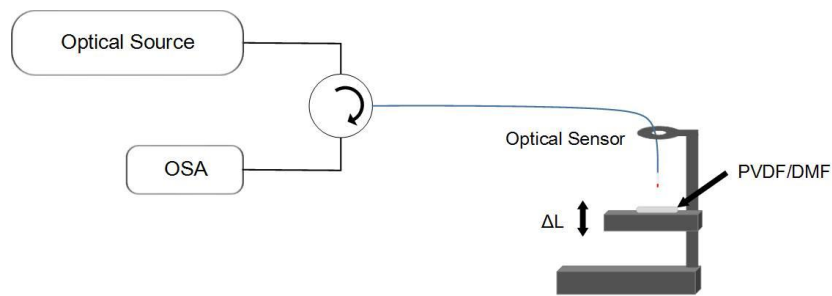 Optical Source
OSA
Optical Sensor
PVDF/DMF
ΔL